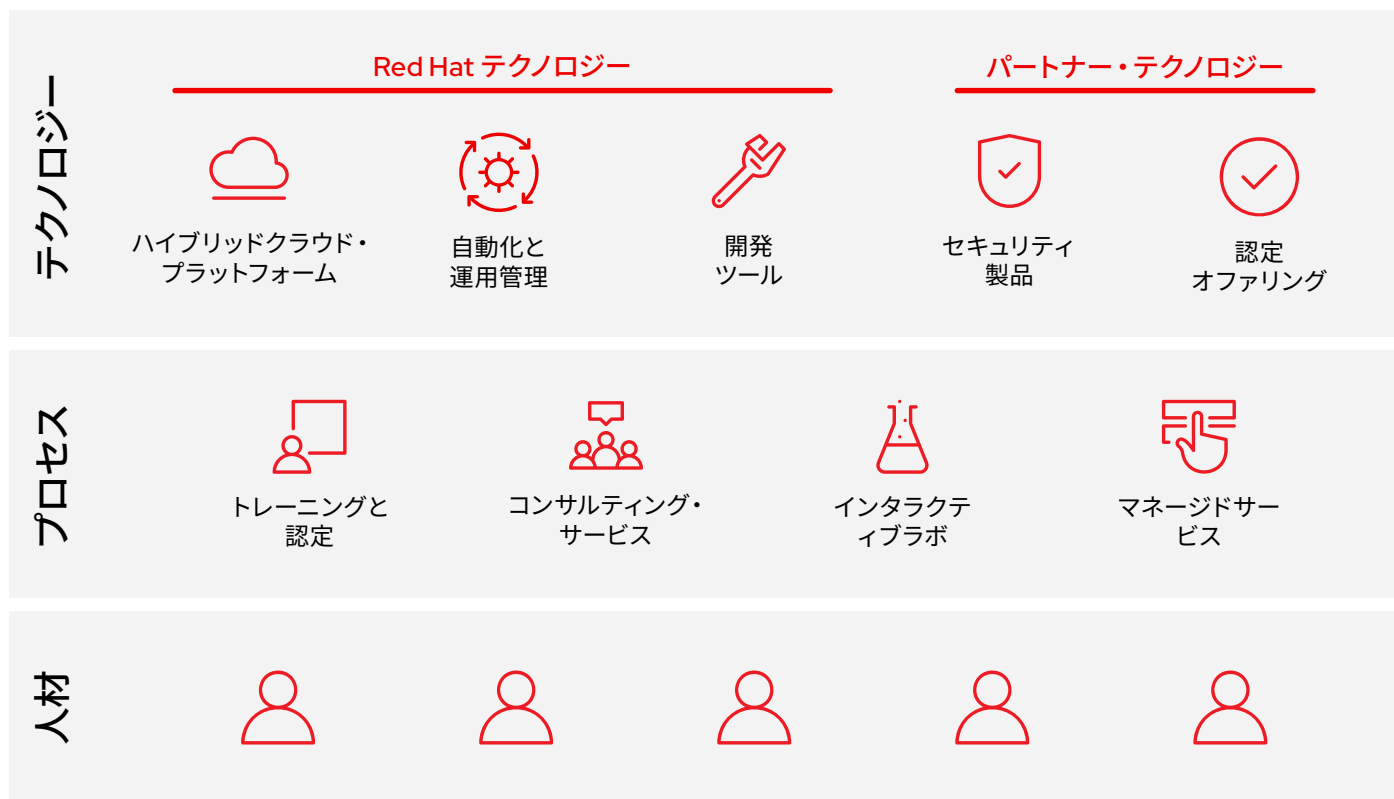 テクノロジー
Red Hat テクノロジー
パートナー・テクノロジー
ハイブリッドクラウド・
プラットフォーム
自動化と
運用管理
開発
ツール
セキュリティ
製品
認定
オファリング
プロセス
トレーニングと
認定
コンサルティング・
サービス
インタラクテ
ィブラボ
マネージドサー
ビス
人材